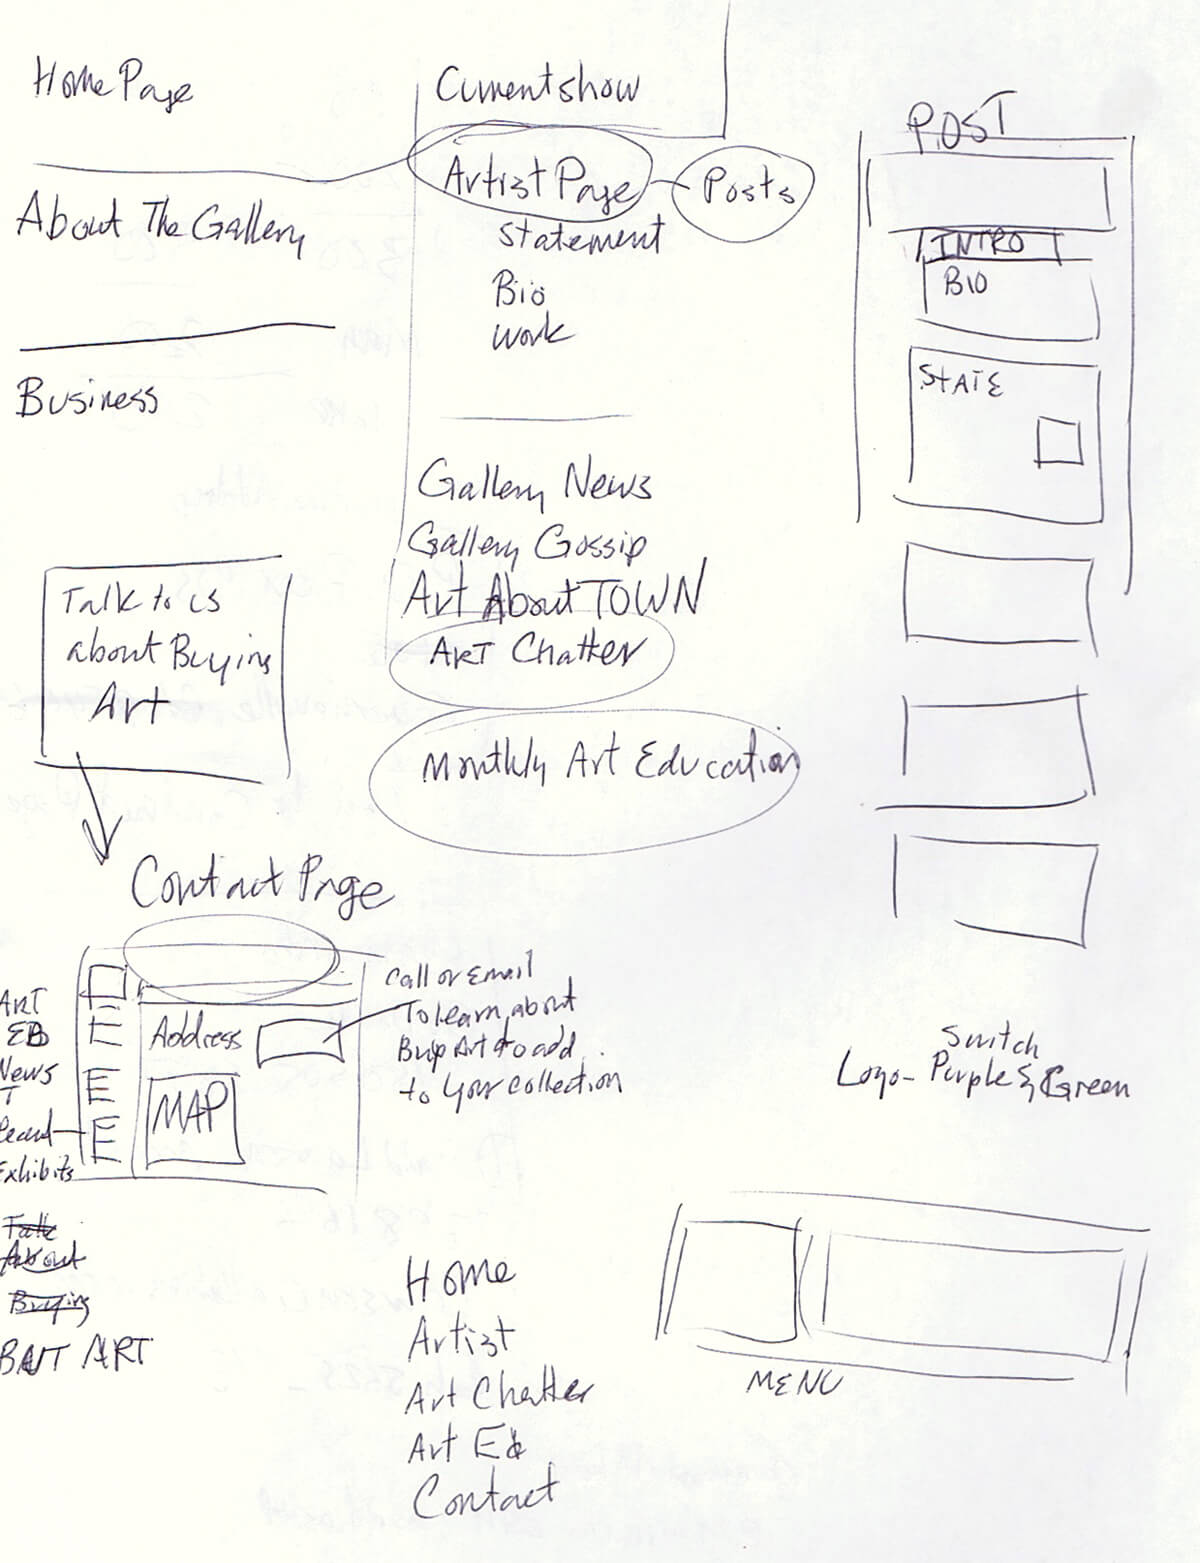 Home Page
About The Gallery
Business
Current show
Artist Page
Posts
Statement
Bio
Work
Gallery News
Gallery Gossip
Art About TOWN
ART Chatter
Monthly Art Education
POST
INTRO
BIO
STATE
Talk to us
about Buying
Art
Contact Page
ART
ED
News
Exhibits
Address
MAP
Call or Email
To learn about
Art to add
to your collection
Talk
About
Buying
ART
Switch
Logo - Purple & Green
MENU
Home
Artist
Art Chatter
Art Ed
Contact